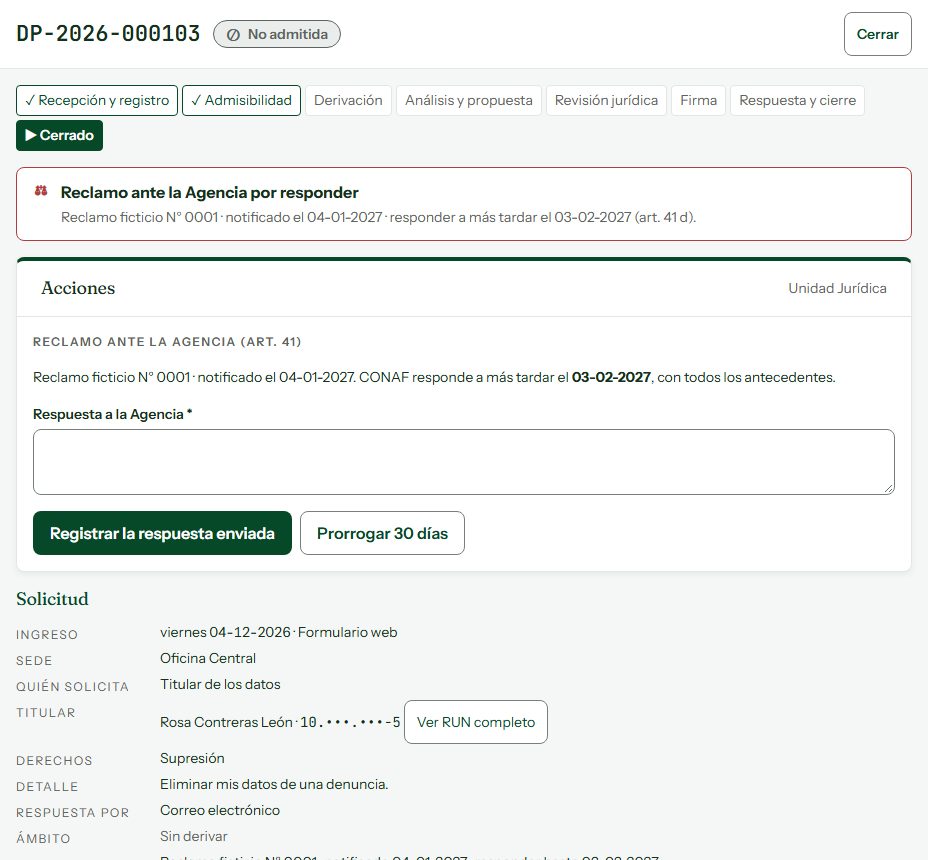 DP-2026-000103 No admitida Cerrar
✓ Recepción y registro ✓ Admisibilidad Derivación Análisis y propuesta Revisión jurídica Firma Respuesta y cierre
▶ Cerrado
Reclamo ante la Agencia por responder
Reclamo ficticio N° 0001 · notificado el 04-01-2027 · responder a más tardar el 03-02-2027 (art. 41 d).
Acciones Unidad Jurídica
RECLAMO ANTE LA AGENCIA (ART. 41)
Reclamo ficticio N° 0001 · notificado el 04-01-2027. CONAF responde a más tardar el 03-02-2027, con todos los antecedentes.
Respuesta a la Agencia *
Registrar la respuesta enviada Prorrogar 30 días
Solicitud
INGRESO viernes 04-12-2026 · Formulario web
SEDE Oficina Central
QUIÉN SOLICITA Titular de los datos
TITULAR Rosa Contreras León · 10.•••.•••-5 Ver RUN completo
DERECHOS Supresión
DETALLE Eliminar mis datos de una denuncia.
RESPUESTA POR Correo electrónico
ÁMBITO Sin derivar